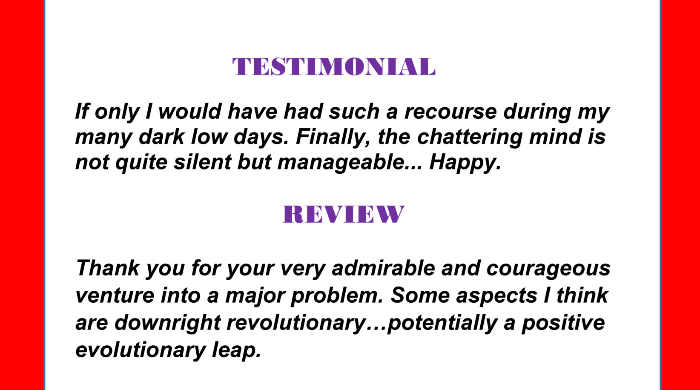 TESTIMONIAL
If only I would have had such a recourse during my
many dark low days. Finally, the chattering mind is
not quite silent but manageable... Happy.
REVIEW
Thank you for your very admirable and courageous
venture into a major problem. Some aspects I think
are downright revolutionary…potentially a positive
evolutionary leap.